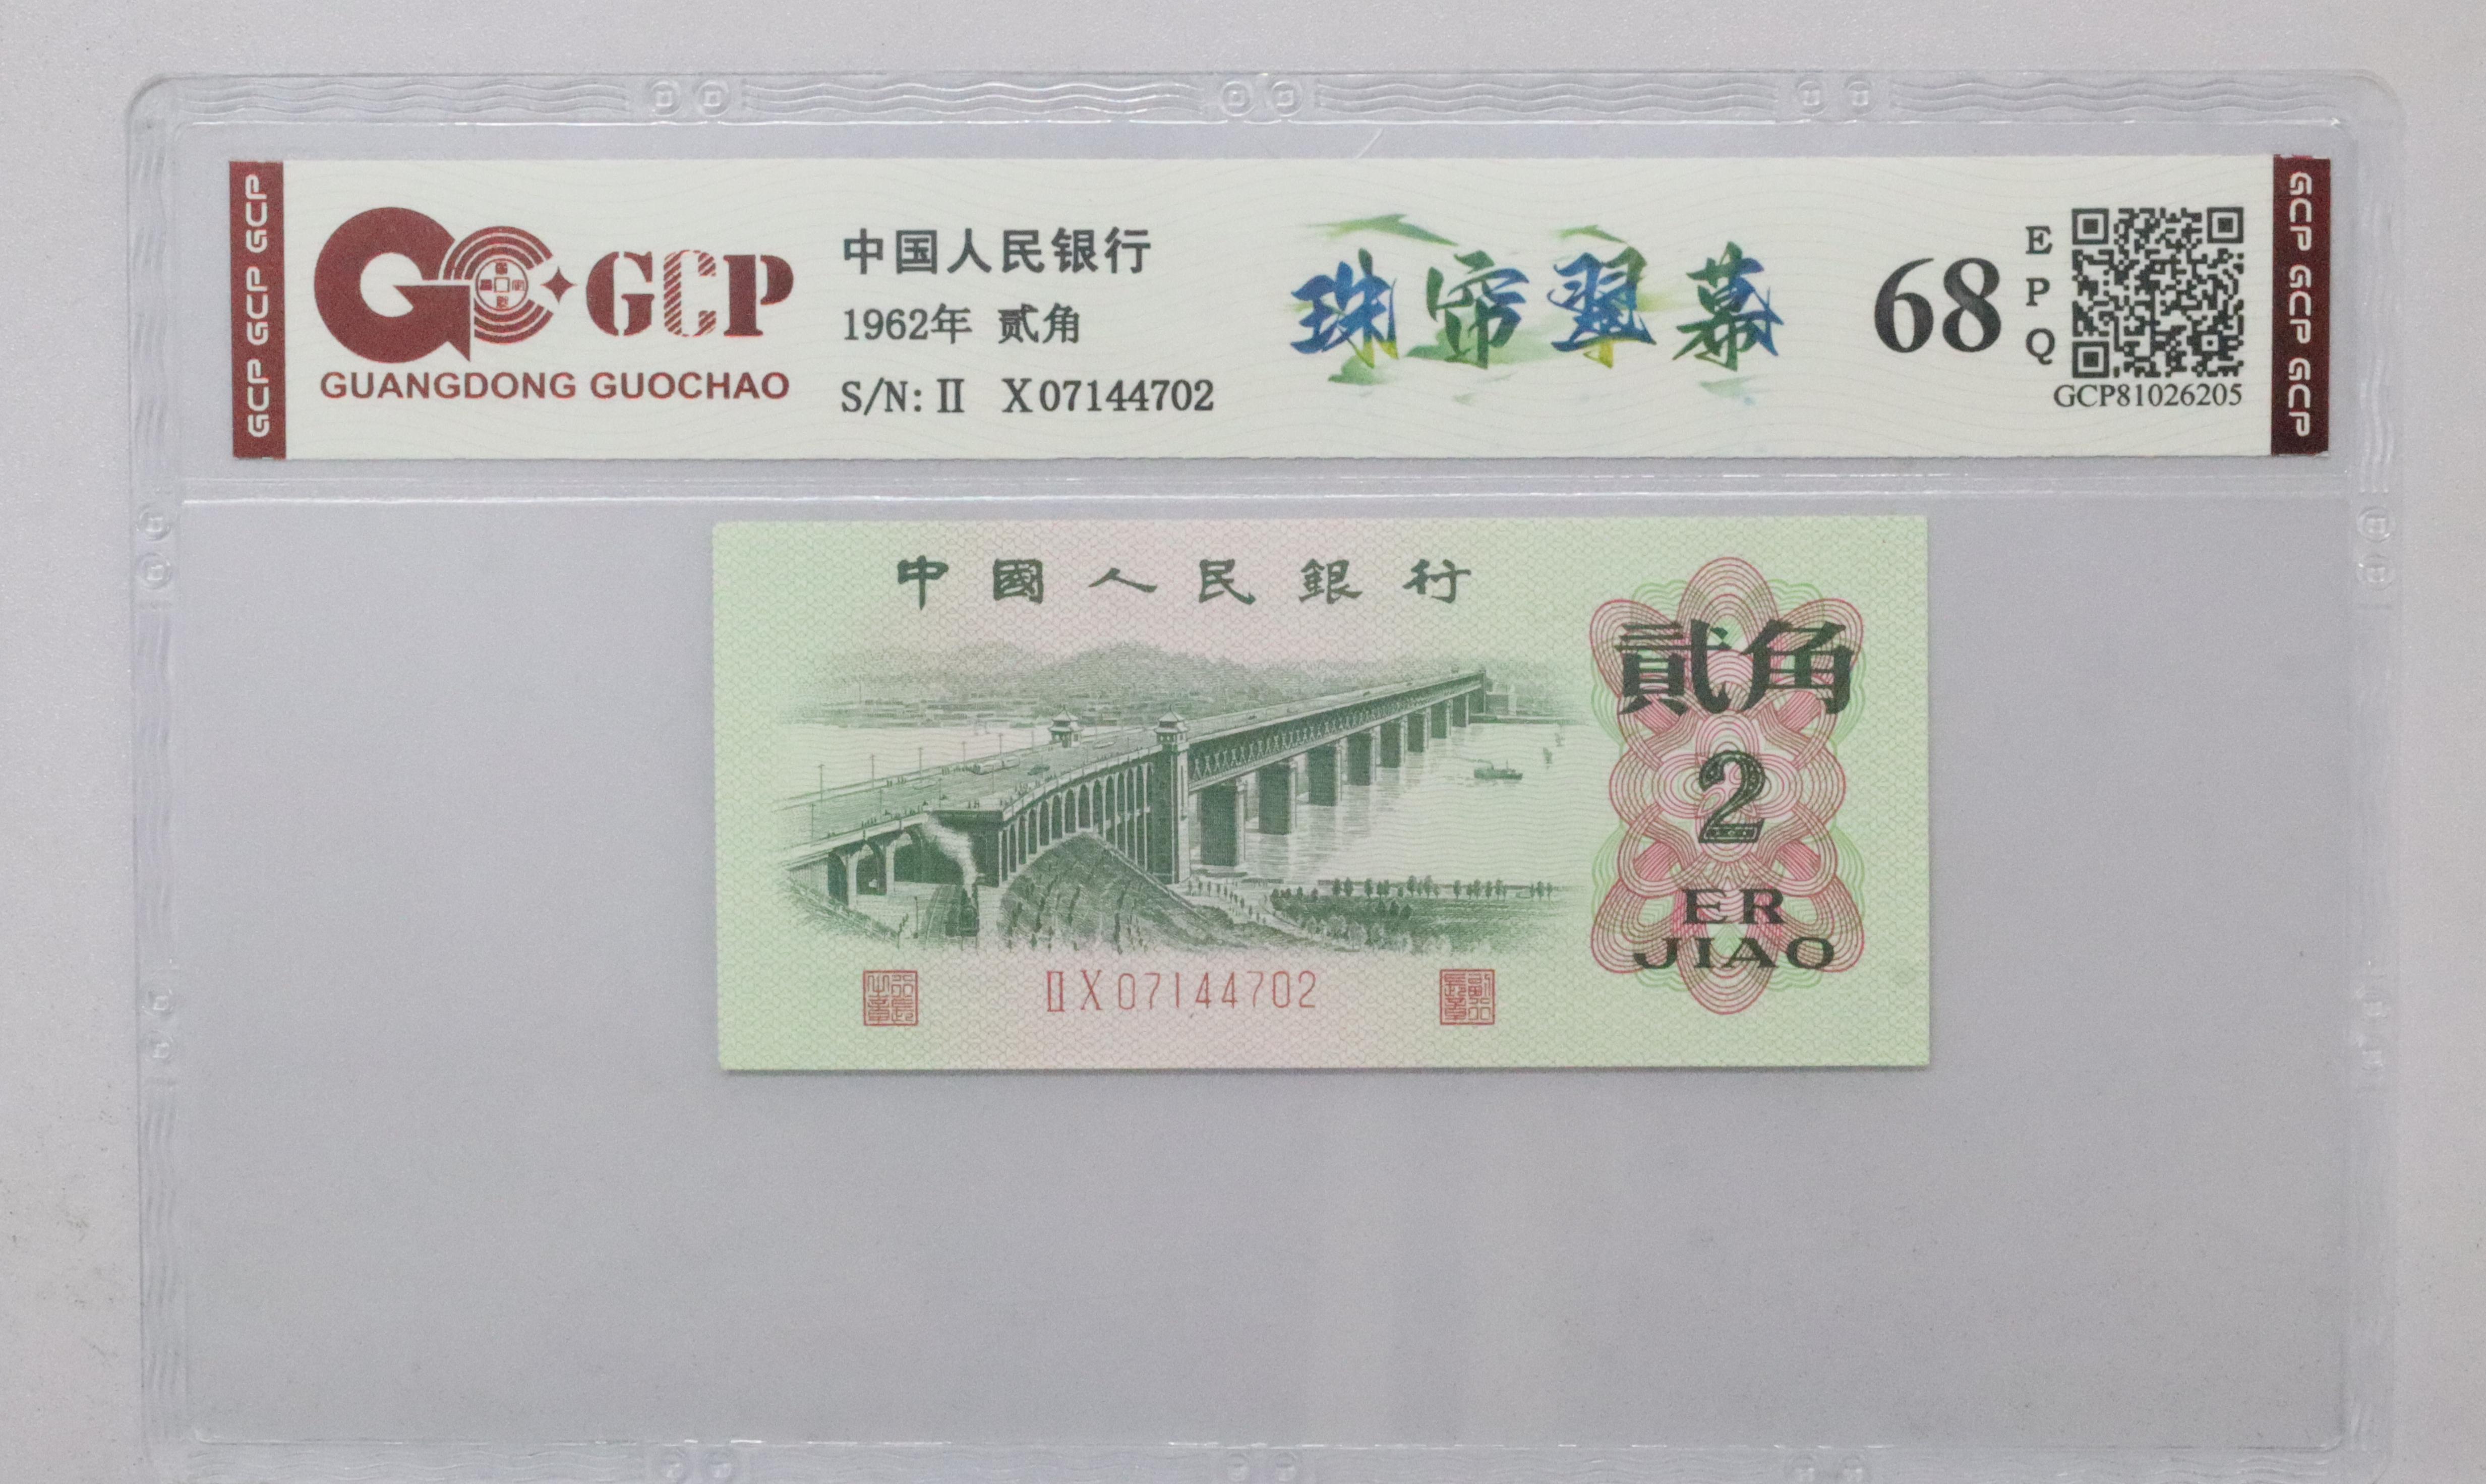 GCP GCP GCP
GCP
GUANGDONG GUOCHAO
中国人民银行
1962年 贰角
S/N: II X07144702
珠帘翠幕
68
EPQ
GCP81026205
GCP GCP GCP
中國人民銀行
貳角
2
ER
JIAO
II X 07144702